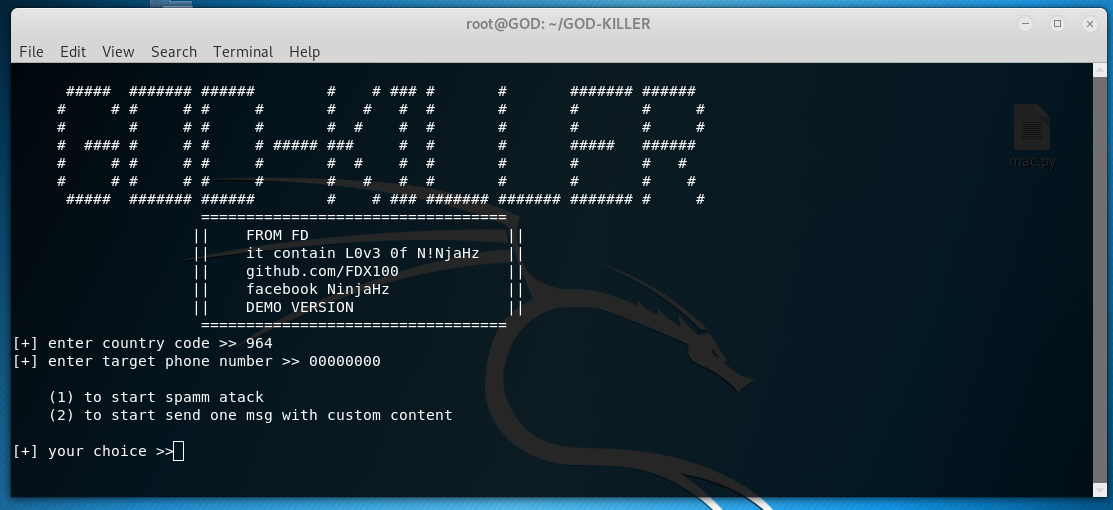 root@GOD: ~/GOD-KILLER
File Edit View Search Terminal Help
GOD-KILLER
==================================
|| FROM FD ||
|| it contain L0v3 0f N!NjaHz ||
|| github.com/FDX100 ||
|| facebook NinjaHz ||
|| DEMO VERSION ||
==================================
[+] enter country code >> 964
[+] enter target phone number >> 00000000
(1) to start spamm atack
(2) to start send one msg with custom content
[+] your choice >>
mac.py